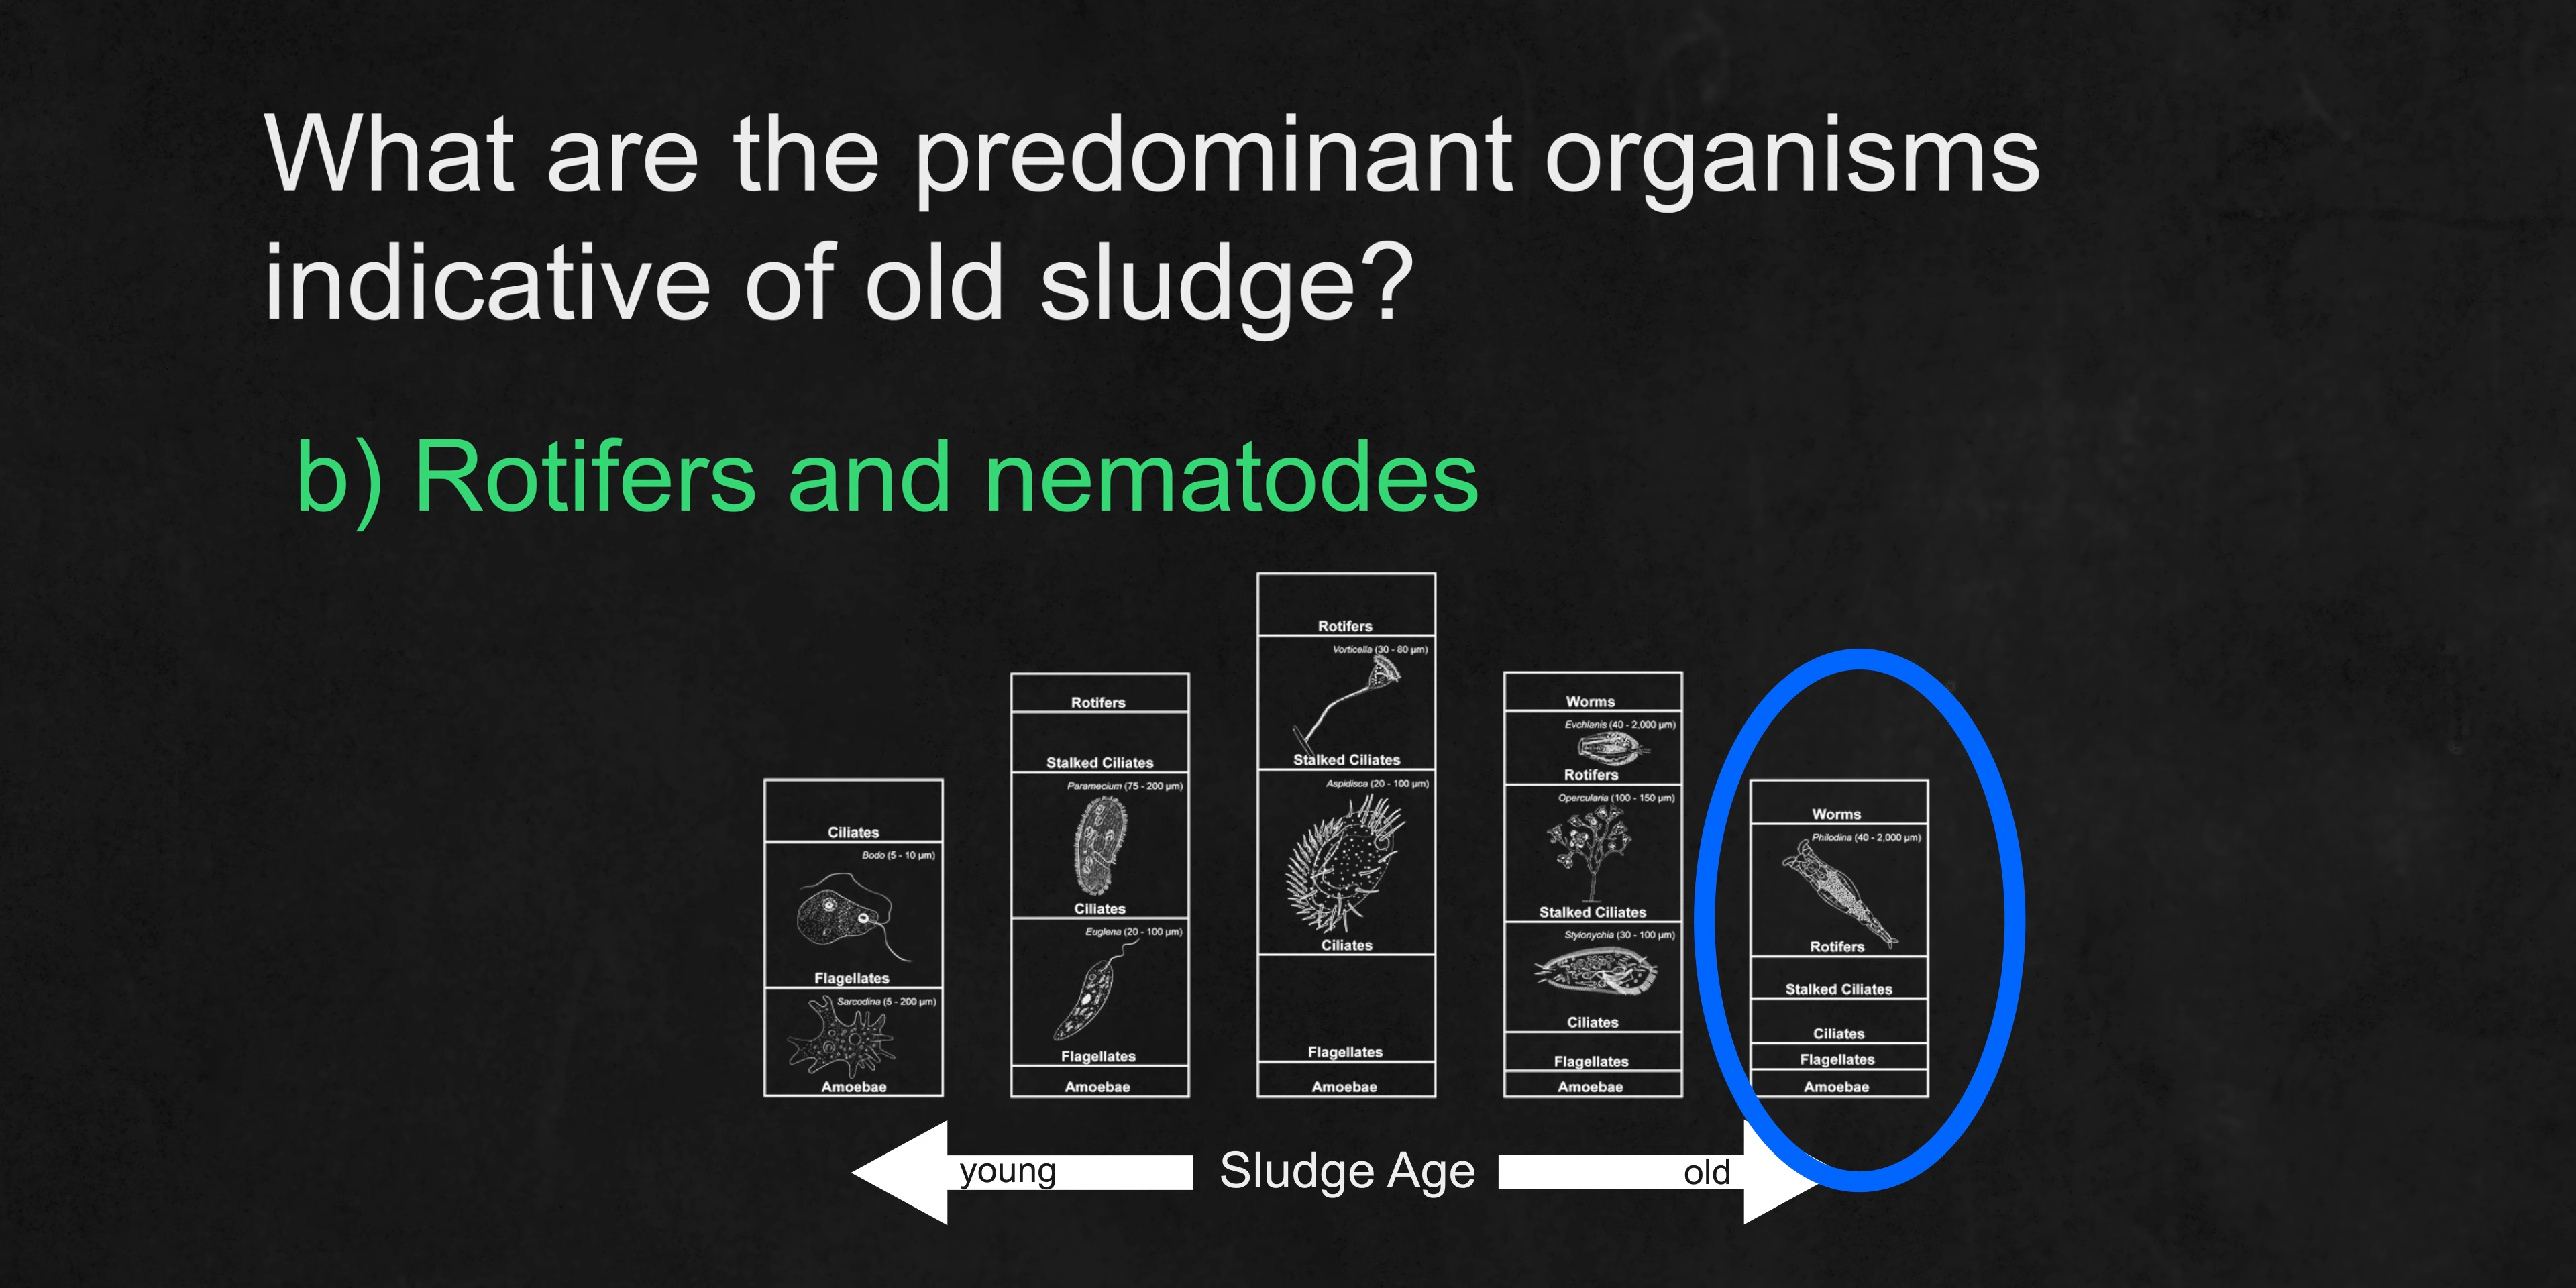 What are the predominant organisms
indicative of old sludge?
b) Rotifers and nematodes
Ciliates
Bodo (5 - 10 µm)
Flagellates
Sarcodina (5 - 200 µm)
Amoebae
Rotifers
Stalked Ciliates
Paramecium (75 - 200 µm)
Ciliates
Euglena (20 - 100 µm)
Flagellates
Amoebae
Rotifers
Vorticella (30 - 80 µm)
Stalked Ciliates
Aspidisca (20 - 100 µm)
Ciliates
Flagellates
Amoebae
Worms
Evchlanis (40 - 2,000 µm)
Rotifers
Opercularia (100 - 150 µm)
Stalked Ciliates
Stylonychia (30 - 100 µm)
Ciliates
Flagellates
Amoebae
Worms
Philodina (40 - 2,000 µm)
Rotifers
Stalked Ciliates
Ciliates
Flagellates
Amoebae
young Sludge Age old